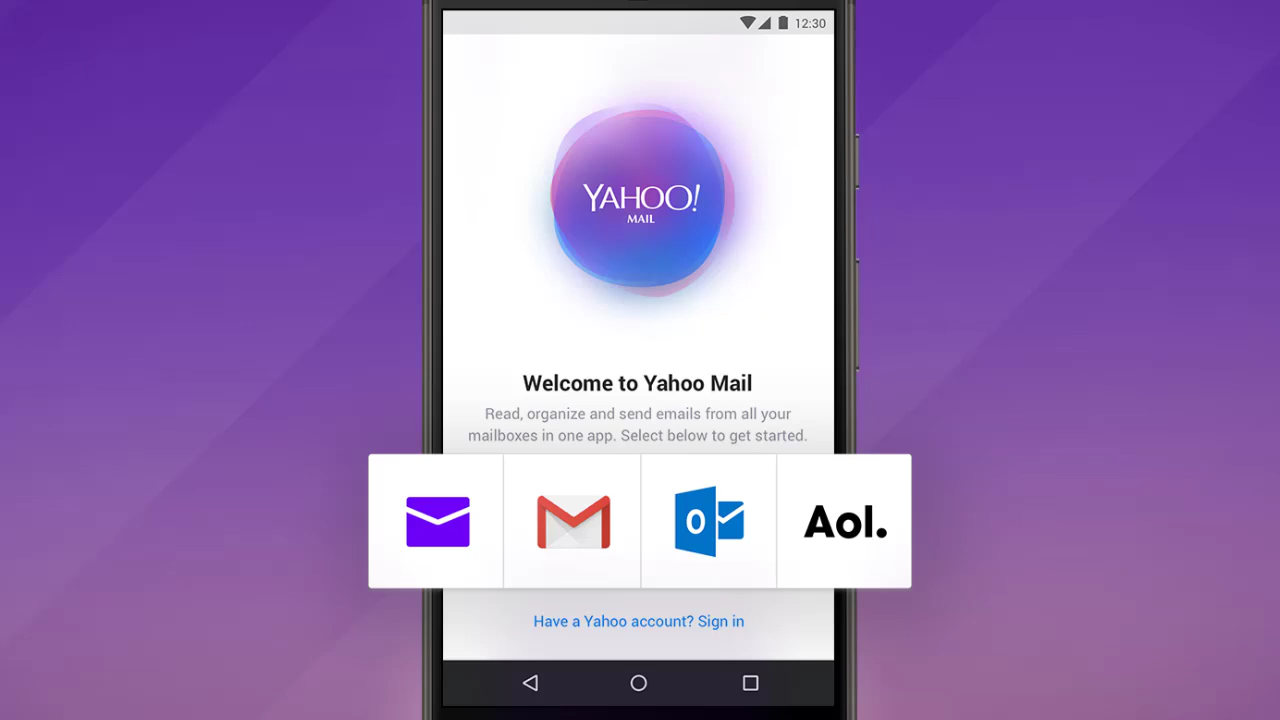 12:30
YAHOO!
MAIL
Welcome to Yahoo Mail
Read, organize and send emails from all your
mailboxes in one app. Select below to get started.
O
Aol.
Have a Yahoo account? Sign in